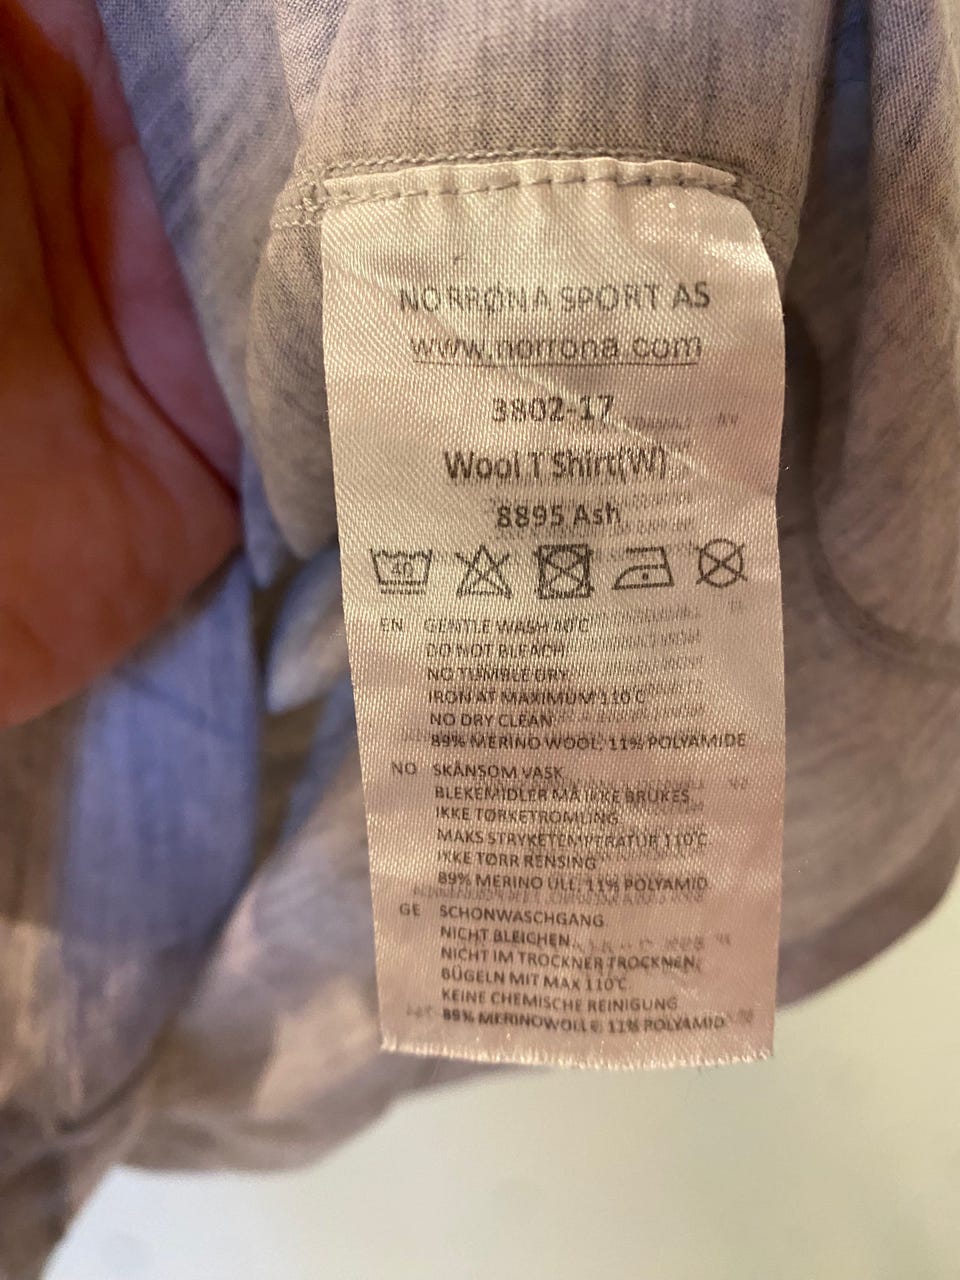 NORRØNA SPORT AS
www.norrona.com
3802-17
Wool T Shirt(W)
8895 Ash
40
EN GENTLE WASH 40°C
DO NOT BLEACH
NO TUMBLE DRY
IRON AT MAXIMUM 110°C
NO DRY CLEAN
89% MERINO WOOL, 11% POLYAMIDE
NO SKÅNSOM VASK
BLEKEMIDLER MÅ IKKE BRUKES
IKKE TØRKETROMLING
MAKS STRYKETEMPERATUR 110°C
IKKE TØRR RENSING
89% MERINO ULL, 11% POLYAMID
GE SCHONWASCHGANG
NICHT BLEICHEN
NICHT IM TROCKNER TROCKNEN
BÜGELN MIT MAX 110°C
KEINE CHEMISCHE REINIGUNG
89% MERINOWOLLE 11% POLYAMID